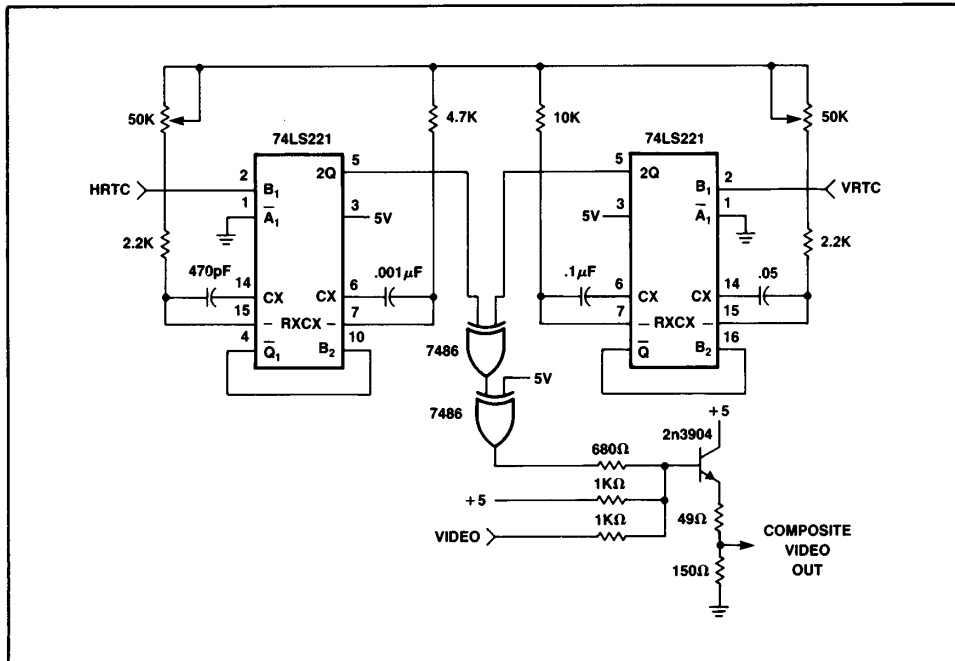 50K
4.7K
10K
50K
74LS221
74LS221
5
2Q
5
2Q
HRTC
2
B1
3
5V
3
5V
B1
2
VRTC
1
A̅1
A̅1
1
2.2K
2.2K
470pF
14
CX
6
CX
.001μF
.1μF
6
CX
CX
14
.05
15
RXCX
7
7
RXCX
15
4
Q̅1
B2
10
Q̅
B2
16
7486
5V
7486
+5
2n3904
680Ω
1KΩ
+5
1KΩ
VIDEO
49Ω
COMPOSITE
VIDEO
OUT
150Ω